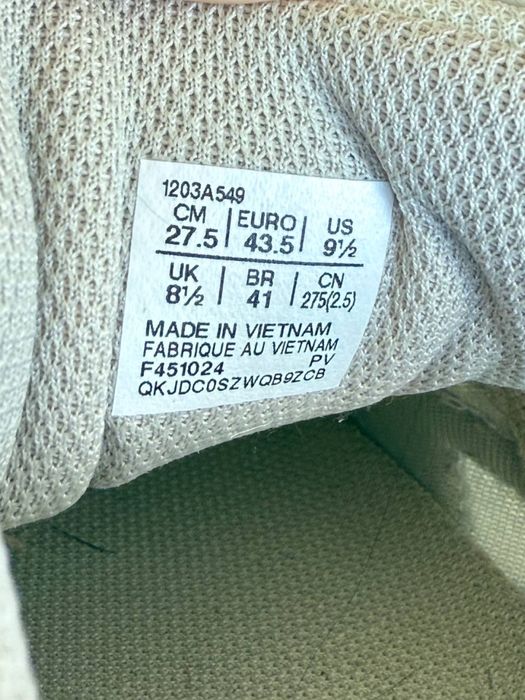 1203A549
CM | EURO | US
27.5 | 43.5 | 9½
UK | BR | CN
8½ | 41 | 275(2.5)
MADE IN VIETNAM
FABRIQUE AU VIETNAM
F451024 PV
QKJDC0SZWQB9ZCB